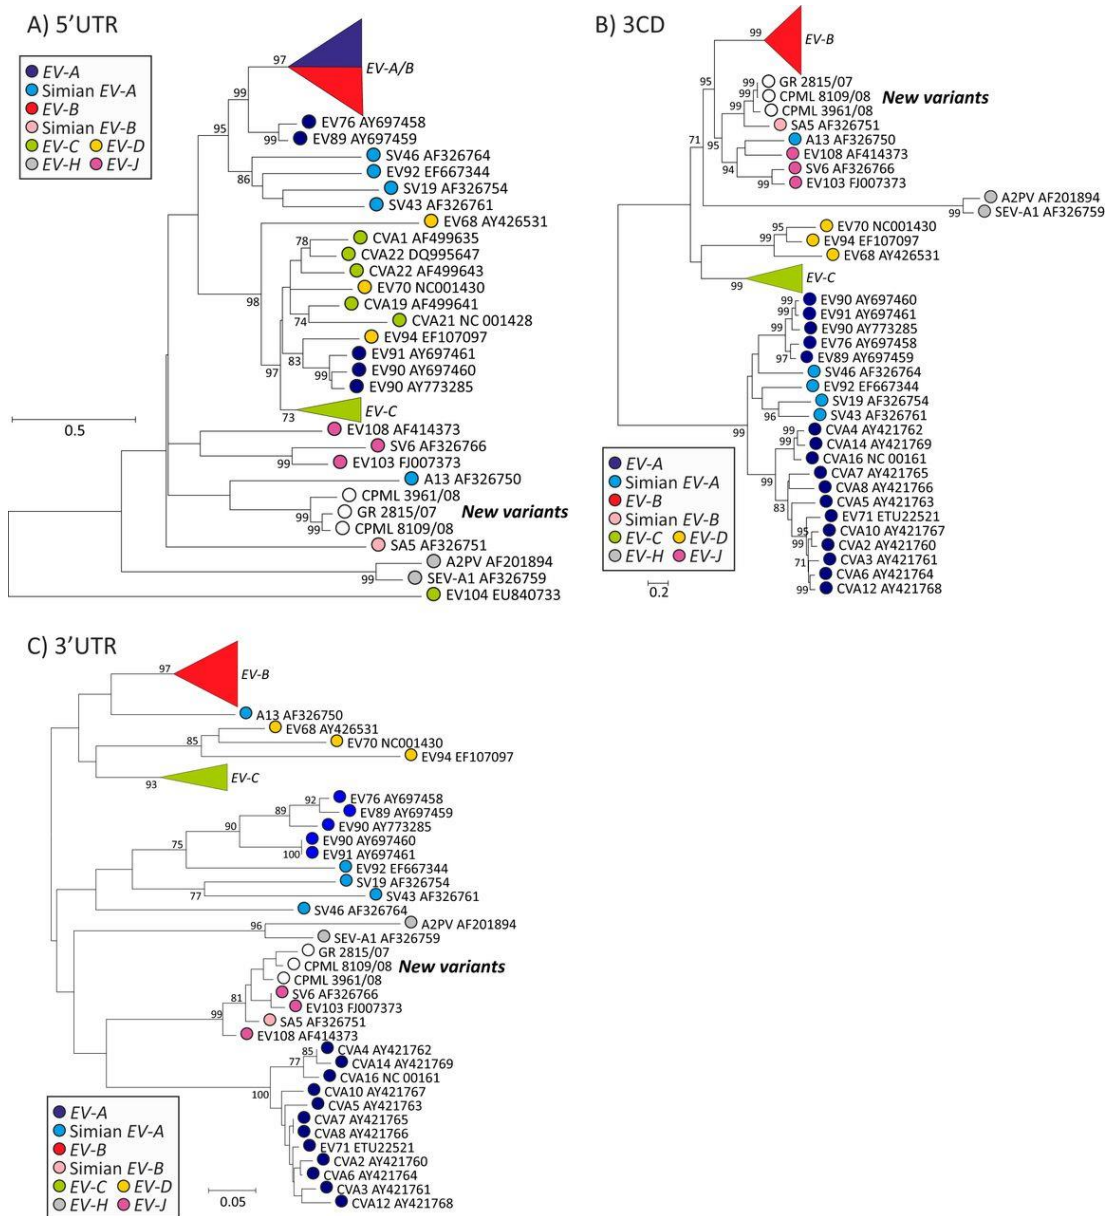 A) 5'UTR
EV-A
Simian EV-A
EV-B
Simian EV-B
EV-C EV-D
EV-H EV-J
97
EV-A/B
99
95
EV76 AY697458
99
EV89 AY697459
SV46 AF326764
EV92 EF667344
86
SV19 AF326754
SV43 AF326761
EV68 AY426531
CVA1 AF499635
78
CVA22 DQ995647
CVA22 AF499643
98
EV70 NC001430
CVA19 AF499641
74
CVA21 NC 001428
EV94 EF107097
83
EV91 AY697461
97
99
EV90 AY697460
EV90 AY773285
73
EV-C
0.5
EV108 AF414373
SV6 AF326766
99
EV103 FJ007373
A13 AF326750
CPML 3961/08
99
GR 2815/07
New variants
99
CPML 8109/08
SA5 AF326751
A2PV AF201894
99
SEV-A1 AF326759
EV104 EU840733
B) 3CD
99
EV-B
95
99
GR 2815/07
99
CPML 8109/08
New variants
99
CPML 3961/08
SA5 AF326751
71
95
A13 AF326750
EV108 AF414373
94
SV6 AF326766
99
EV103 FJ007373
A2PV AF201894
99
SEV-A1 AF326759
95
EV70 NC001430
99
EV94 EF107097
EV68 AY426531
99
EV-C
EV90 AY697460
99
EV91 AY697461
99
EV90 AY773285
EV76 AY697458
97
EV89 AY697459
SV46 AF326764
EV92 EF667344
SV19 AF326754
96
SV43 AF326761
99
CVA4 AY421762
99
99
CVA14 AY421769
CVA16 NC 00161
99
CVA7 AY421765
CVA8 AY421766
83
CVA5 AY421763
EV71 ETU22521
95
CVA10 AY421767
99
CVA2 AY421760
71
CVA3 AY421761
CVA6 AY421764
99
CVA12 AY421768
EV-A
Simian EV-A
EV-B
Simian EV-B
EV-C EV-D
EV-H EV-J
0.2
C) 3'UTR
97
EV-B
A13 AF326750
EV68 AY426531
85
EV70 NC001430
EV94 EF107097
93
EV-C
92
EV76 AY697458
89
EV89 AY697459
90
EV90 AY773285
EV90 AY697460
75
100
EV91 AY697461
EV92 EF667344
SV19 AF326754
77
SV43 AF326761
SV46 AF326764
96
A2PV AF201894
SEV-A1 AF326759
GR 2815/07
CPML 8109/08
New variants
CPML 3961/08
81
SV6 AF326766
99
EV103 FJ007373
SA5 AF326751
EV108 AF414373
85
CVA4 AY421762
77
CVA14 AY421769
CVA16 NC 00161
100
CVA10 AY421767
CVA5 AY421763
CVA7 AY421765
CVA8 AY421766
EV71 ETU22521
CVA2 AY421760
CVA6 AY421764
CVA3 AY421761
CVA12 AY421768
EV-A
Simian EV-A
EV-B
Simian EV-B
EV-C EV-D
EV-H EV-J
0.05